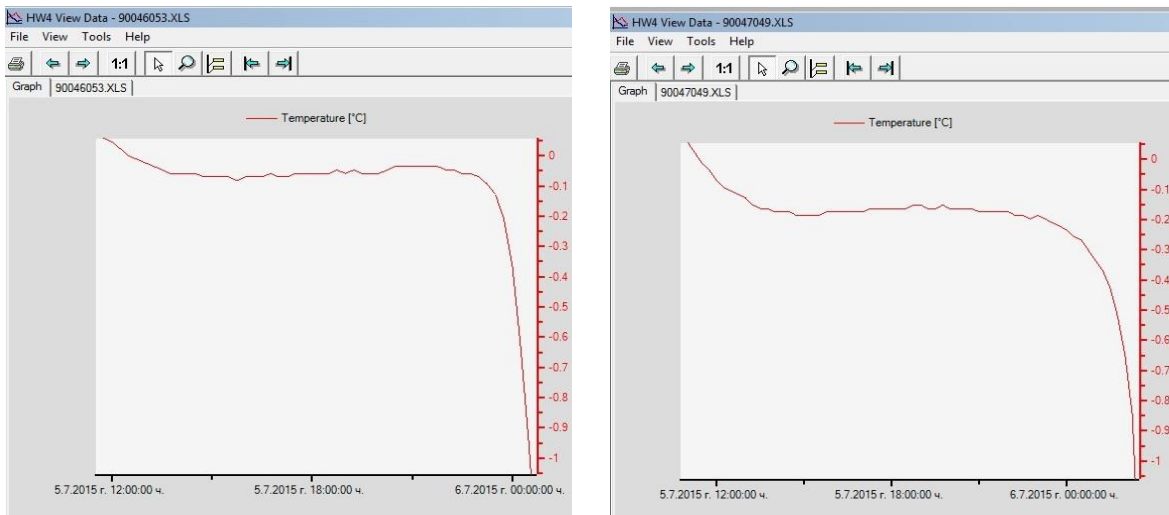 HW4 View Data - 90046053.XLS
File View Tools Help
1:1
Graph 90046053.XLS
Temperature [°C]
0
-0.1
-0.2
-0.3
-0.4
-0.5
-0.6
-0.7
-0.8
-0.9
-1
5.7.2015 г. 12:00:00 ч. 5.7.2015 г. 18:00:00 ч. 6.7.2015 г. 00:00:00 ч.
HW4 View Data - 90047049.XLS
File View Tools Help
1:1
Graph 90047049.XLS
Temperature [°C]
0
-0.1
-0.2
-0.3
-0.4
-0.5
-0.6
-0.7
-0.8
-0.9
-1
5.7.2015 г. 12:00:00 ч. 5.7.2015 г. 18:00:00 ч. 6.7.2015 г. 00:00:00 ч.